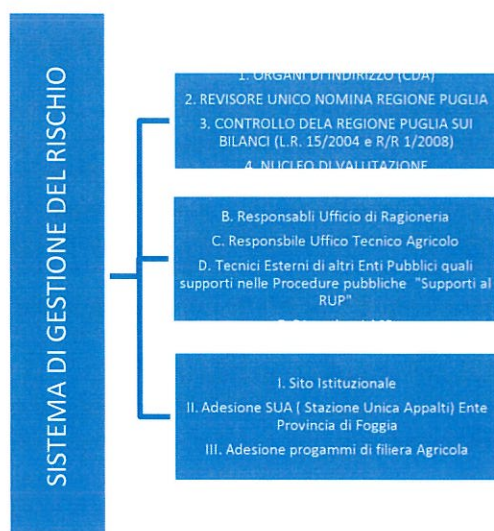 SISTEMA DI GESTIONE DEL RISCHIO
1. ORGANI DI INDIRIZZO (CDA)
2. REVISORE UNICO NOMINA REGIONE PUGLIA
3. CONTROLLO DELA REGIONE PUGLIA SUI
BILANCI (L.R. 15/2004 e R/R 1/2008)
4. NUCLEO DI VALUTAZIONE
B. Responsabli Ufficio di Ragioneria
C. Responsbile Uffico Tecnico Agricolo
D. Tecnici Esterni di altri Enti Pubblici quali
supporti nelle Procedure pubbliche "Supporti al
RUP"
I. Sito Istituzionale
II. Adesione SUA ( Stazione Unica Appalti) Ente
Provincia di Foggia
III. Adesione progammi di filiera Agricola